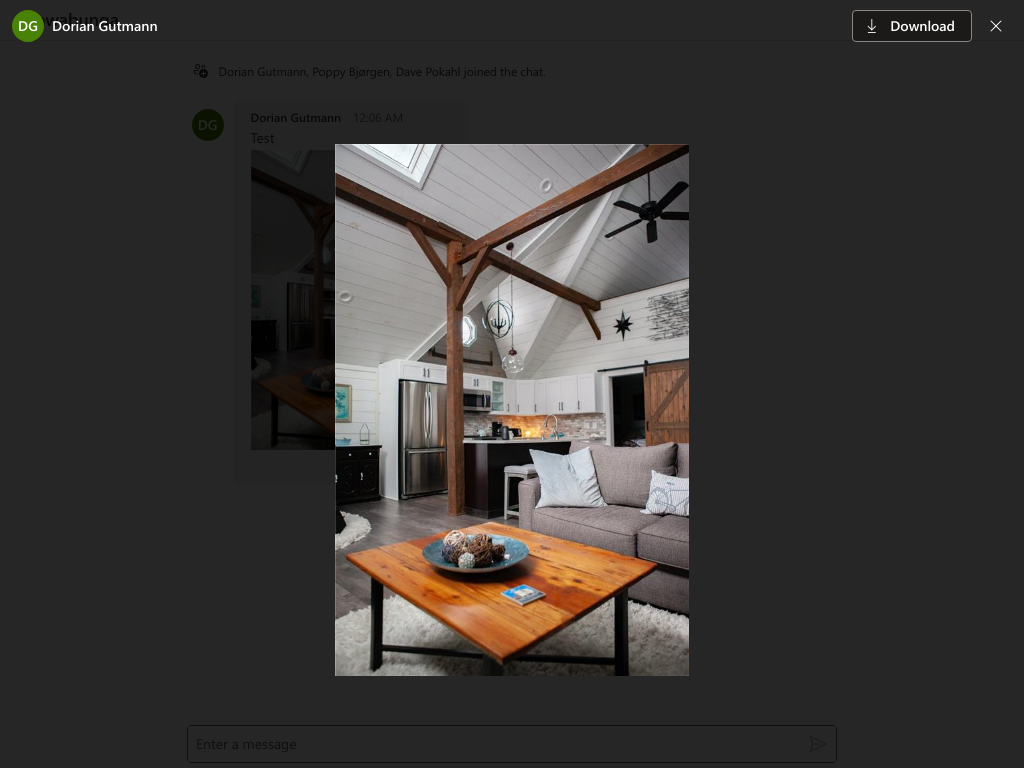 DG Dorian Gutmann
Download
Dorian Gutmann, Poppy Bjørgen, Dave Pokahl joined the chat.
DG
Dorian Gutmann 12:06 AM
Test
Enter a message